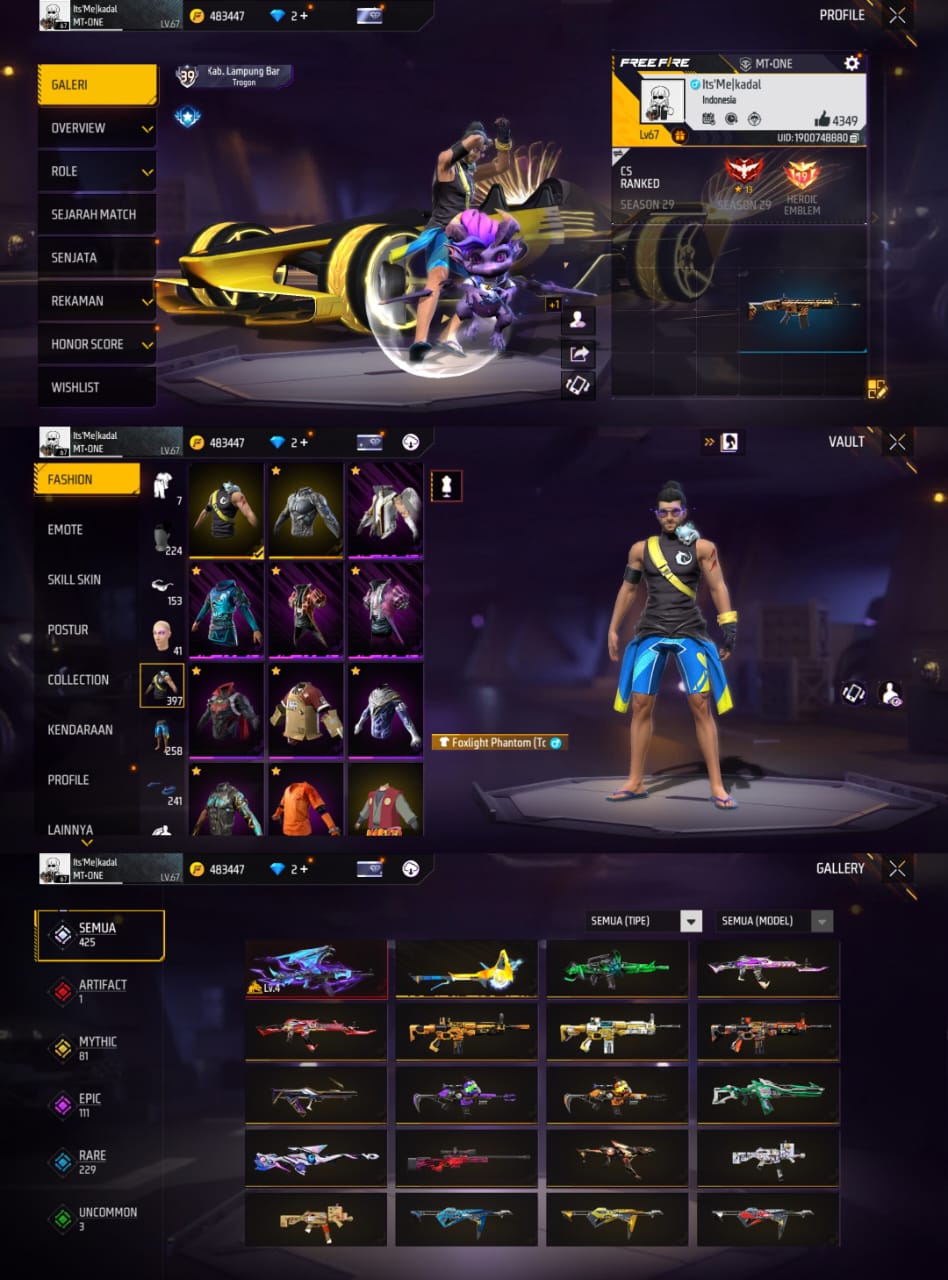 Its'Me|kadal
MT•ONE
LV.67
483447
2+
PROFILE
GALERI
OVERVIEW
ROLE
SEJARAH MATCH
SENJATA
REKAMAN
HONOR SCORE
WISHLIST
39
Kab. Lampung Bar
Trogon
+1
FREE FIRE
MT•ONE
Its'Me|kadal
Indonesia
4349
Lv67
UID:1900748880
CS
RANKED
SEASON 29
13
SEASON 29
HEROIC
EMBLEM
Its'Me|kadal
MT•ONE
LV.67
483447
2+
VAULT
FASHION
EMOTE
SKILL SKIN
POSTUR
COLLECTION
KENDARAAN
PROFILE
LAINNYA
7
224
153
41
397
258
241
Foxlight Phantom (Tc
Its'Me|kadal
MT•ONE
LV.67
483447
2+
GALLERY
SEMUA
425
ARTIFACT
1
MYTHIC
81
EPIC
111
RARE
229
UNCOMMON
3
SEMUA (TIPE)
SEMUA (MODEL)
Lv.4